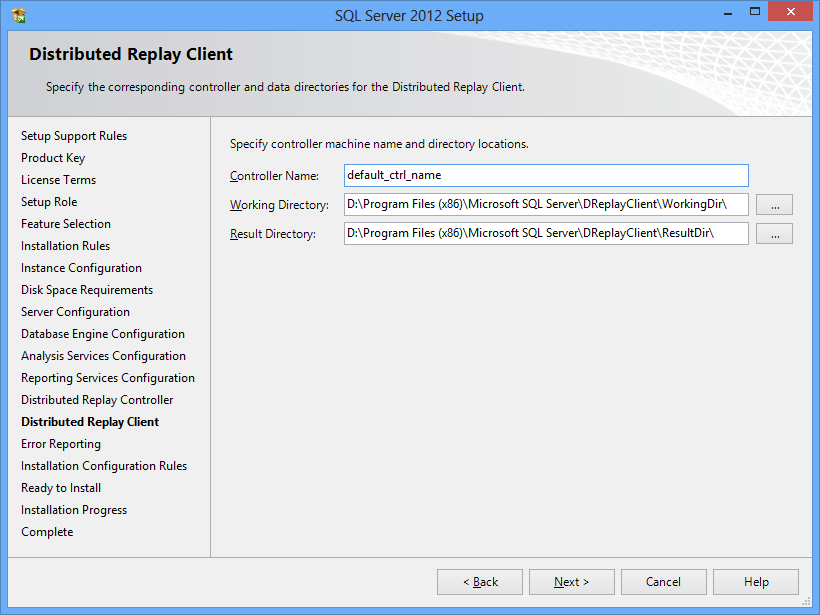 SQL Server 2012 Setup
Distributed Replay Client
Specify the corresponding controller and data directories for the Distributed Replay Client.
Setup Support Rules
Product Key
License Terms
Setup Role
Feature Selection
Installation Rules
Instance Configuration
Disk Space Requirements
Server Configuration
Database Engine Configuration
Analysis Services Configuration
Reporting Services Configuration
Distributed Replay Controller
Distributed Replay Client
Error Reporting
Installation Configuration Rules
Ready to Install
Installation Progress
Complete
Specify controller machine name and directory locations.
Controller Name: default_ctrl_name
Working Directory: D:\Program Files (x86)\Microsoft SQL Server\DReplayClient\WorkingDir\ ...
Result Directory: D:\Program Files (x86)\Microsoft SQL Server\DReplayClient\ResultDir\ ...
< Back Next > Cancel Help